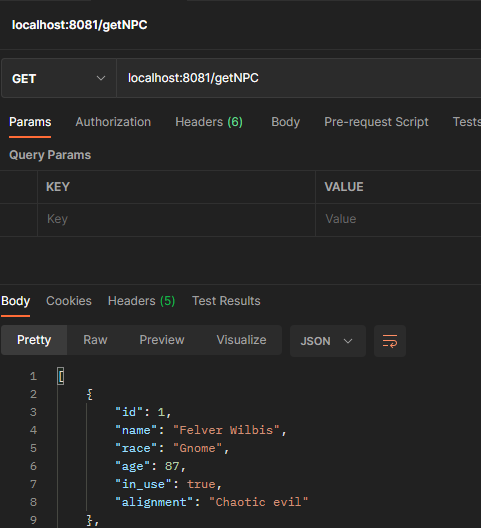 localhost:8081/getNPC
GET localhost:8081/getNPC
Params Authorization Headers (6) Body Pre-request Script Tests
Query Params
KEY VALUE
Key Value
Body Cookies Headers (5) Test Results
Pretty Raw Preview Visualize JSON
1 [
2 {
3 "id": 1,
4 "name": "Felver Wilbis",
5 "race": "Gnome",
6 "age": 87,
7 "in_use": true,
8 "alignment": "Chaotic evil"
9 },